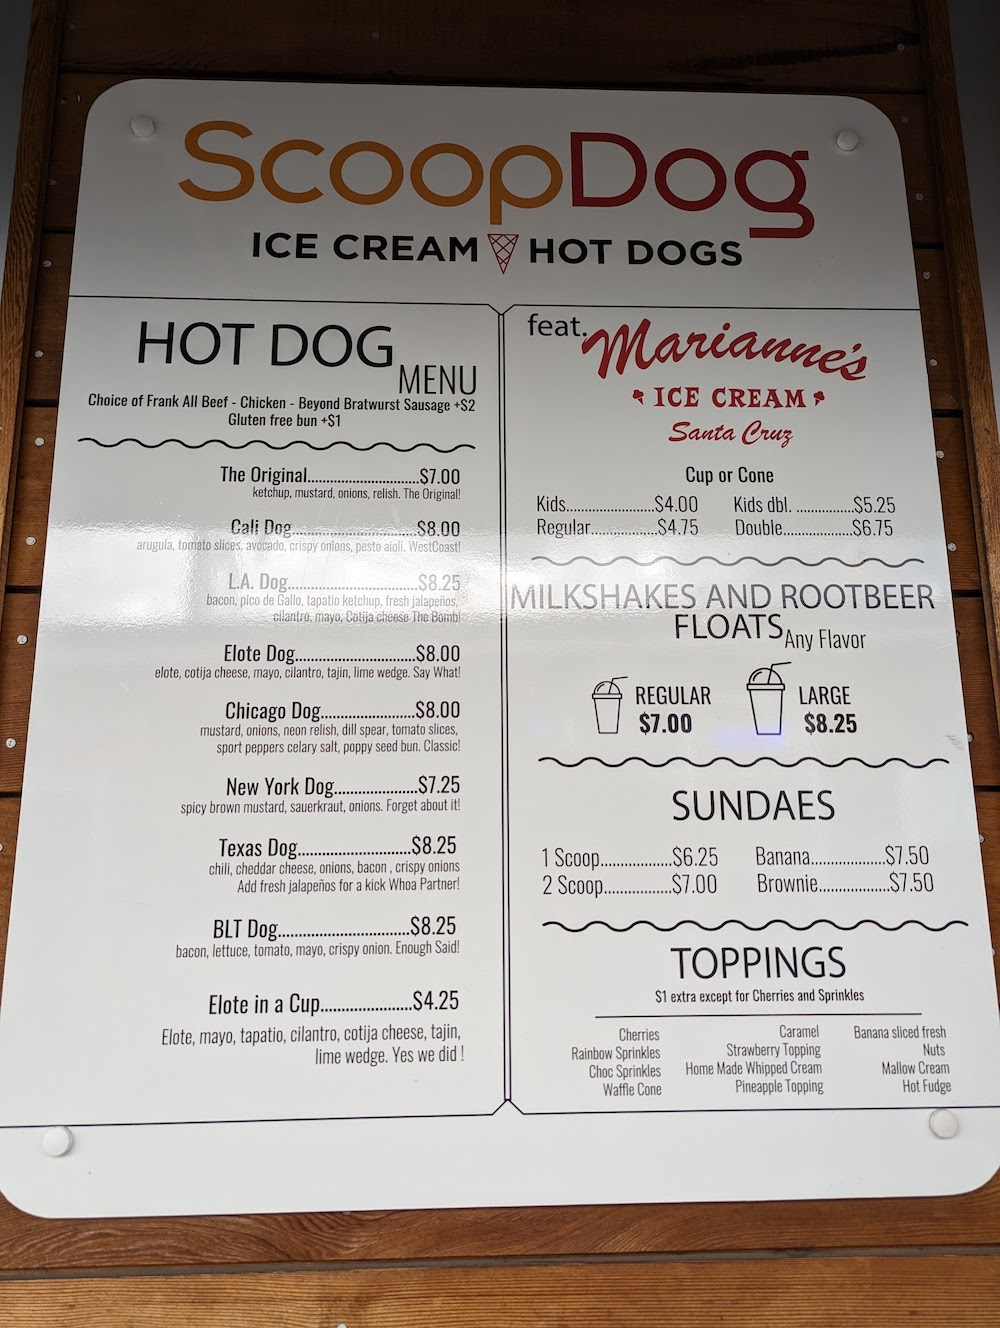 ScoopDog
ICE CREAM HOT DOGS
HOT DOG
MENU
Choice of Frank All Beef - Chicken - Beyond Bratwurst Sausage +$2
Gluten free bun +$1
The Original............................$7.00
ketchup, mustard, onions, relish. The Original!
Cali Dog...............................$8.00
arugula, tomato slices, avocado, crispy onions, pesto aioli. WestCoast!
L.A. Dog................................$8.25
bacon, pico de Gallo, tapatio ketchup, fresh jalapeños,
cilantro, mayo, Cotija cheese The Bomb!
Elote Dog..............................$8.00
elote, cotija cheese, mayo, cilantro, tajin, lime wedge. Say What!
Chicago Dog.......................$8.00
mustard, onions, neon relish, dill spear, tomato slices,
sport peppers celary salt, poppy seed bun. Classic!
New York Dog....................$7.25
spicy brown mustard, sauerkraut, onions. Forget about it!
Texas Dog...........................$8.25
chili, cheddar cheese, onions, bacon , crispy onions
Add fresh jalapeños for a kick Whoa Partner!
BLT Dog...............................$8.25
bacon, lettuce, tomato, mayo, crispy onion. Enough Said!
Elote in a Cup.....................$4.25
Elote, mayo, tapatio, cilantro, cotija cheese, tajin,
lime wedge. Yes we did !
feat. Marianne's
ICE CREAM
Santa Cruz
Cup or Cone
Kids......................$4.00 Kids dbl. ...............$5.25
Regular.................$4.75 Double..................$6.75
MILKSHAKES AND ROOTBEER
FLOATS Any Flavor
REGULAR LARGE
$7.00 $8.25
SUNDAES
1 Scoop..................$6.25 Banana...................$7.50
2 Scoop.................$7.00 Brownie..................$7.50
TOPPINGS
$1 extra except for Cherries and Sprinkles
Cherries Caramel Banana sliced fresh
Rainbow Sprinkles Strawberry Topping Nuts
Choc Sprinkles Home Made Whipped Cream Mallow Cream
Waffle Cone Pineapple Topping Hot Fudge